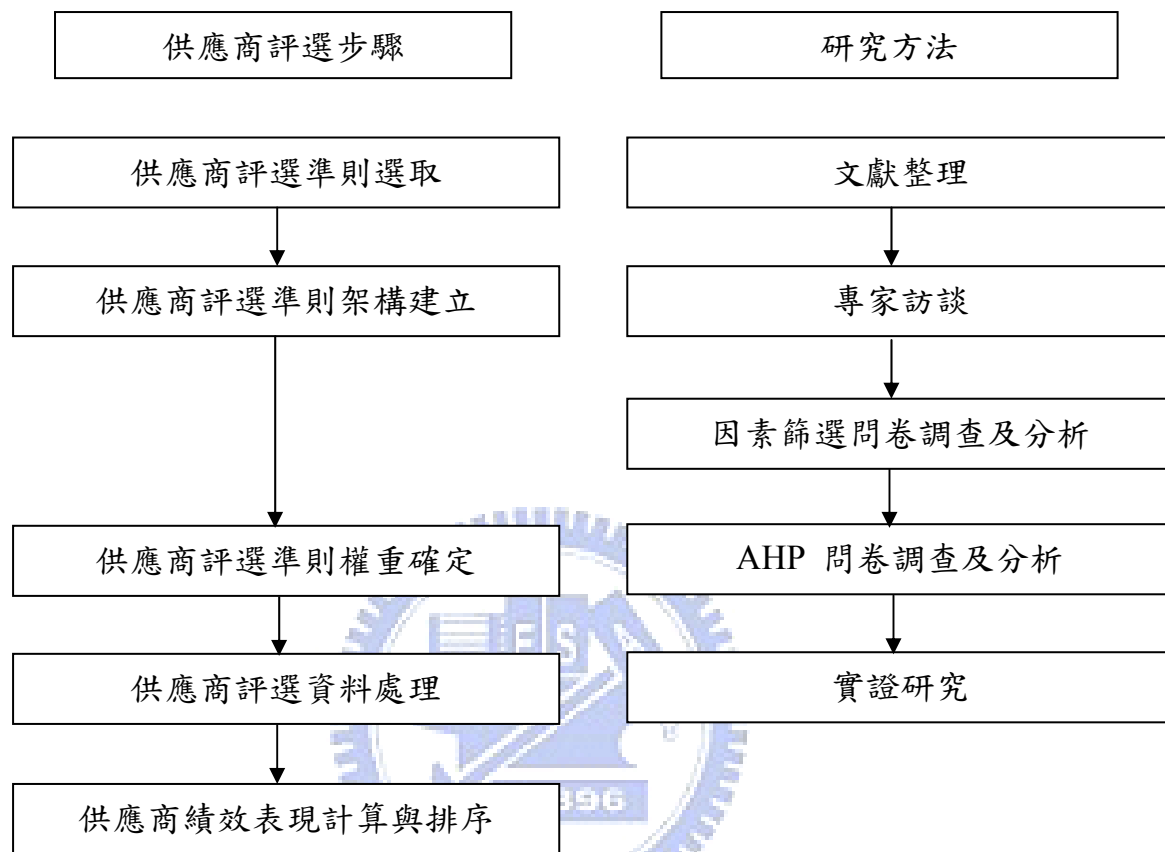 供應商評選步驟
研究方法
供應商評選準則選取
文獻整理
供應商評選準則架構建立
專家訪談
因素篩選問卷調查及分析
供應商評選準則權重確定
AHP 問卷調查及分析
E S A
供應商評選資料處理
實證研究
896
供應商績效表現計算與排序